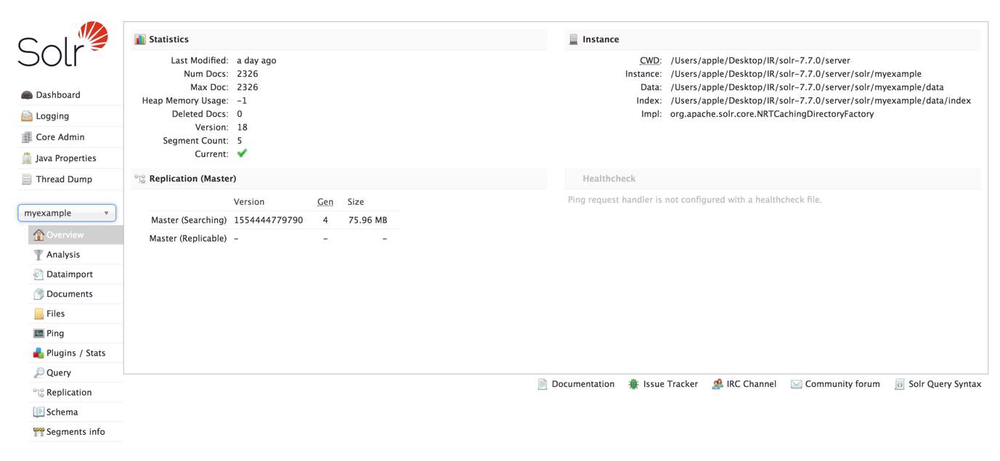 Solr
Dashboard
Logging
Core Admin
Java Properties
Thread Dump
myexample
Overview
Analysis
Dataimport
Documents
Files
Ping
Plugins / Stats
Query
Replication
Schema
Segments info
Statistics
Last Modified: a day ago
Num Docs: 2326
Max Doc: 2326
Heap Memory Usage: -1
Deleted Docs: 0
Version: 18
Segment Count: 5
Current:
Replication (Master)
Version Gen Size
Master (Searching) 1554444779790 4 75.96 MB
Master (Replicable) – – –
Instance
CWD: /Users/apple/Desktop/IR/solr-7.7.0/server
Instance: /Users/apple/Desktop/IR/solr-7.7.0/server/solr/myexample
Data: /Users/apple/Desktop/IR/solr-7.7.0/server/solr/myexample/data
Index: /Users/apple/Desktop/IR/solr-7.7.0/server/solr/myexample/data/index
Impl: org.apache.solr.core.NRTCachingDirectoryFactory
Healthcheck
Ping request handler is not configured with a healthcheck file.
Documentation Issue Tracker IRC Channel Community forum Solr Query Syntax